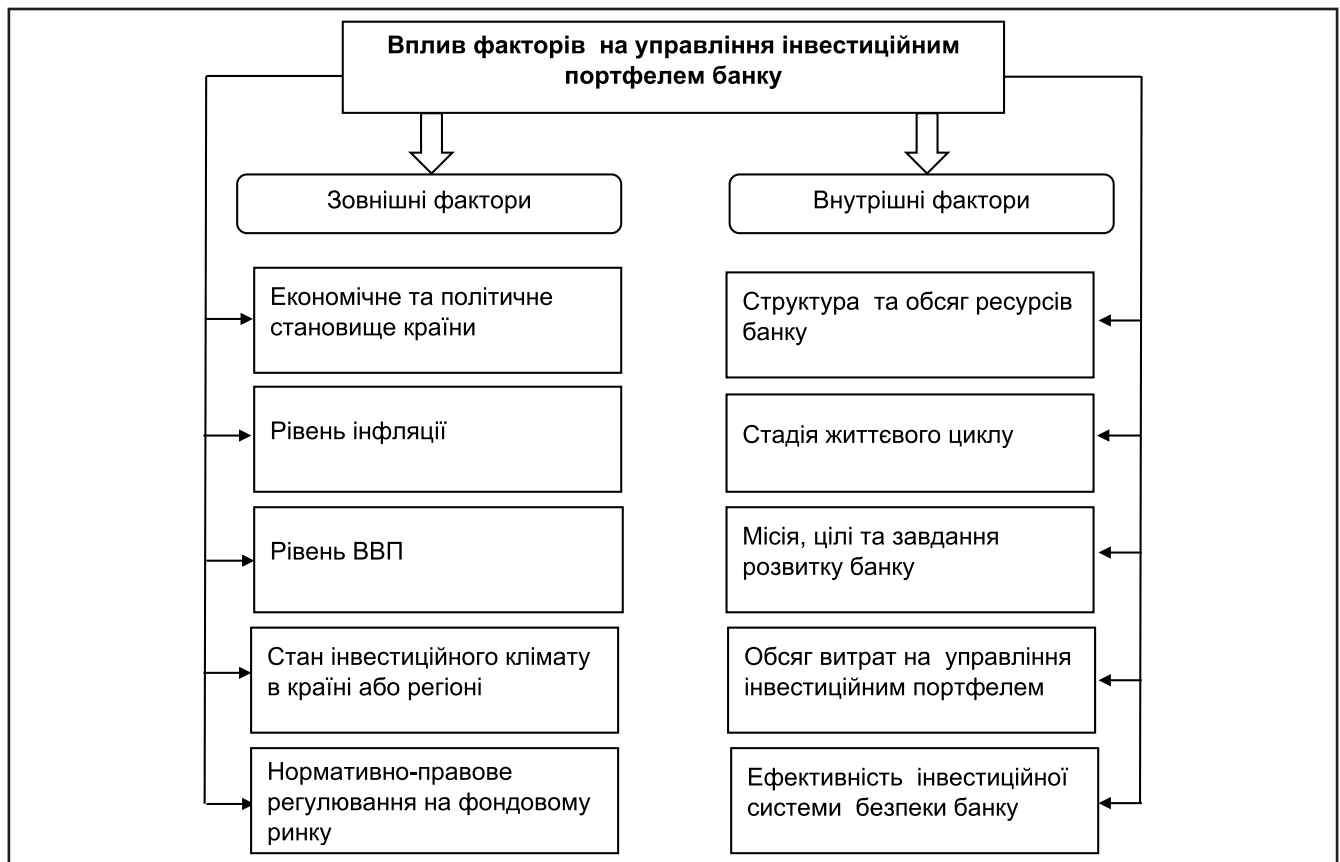 Вплив факторів на управління інвестиційним
портфелем банку
Зовнішні фактори
Внутрішні фактори
Економічне та політичне
становище країни
Структура та обсяг ресурсів
банку
Рівень інфляції
Стадія життєвого циклу
Рівень ВВП
Місія, цілі та завдання
розвитку банку
Стан інвестиційного клімату
в країні або регіоні
Обсяг витрат на управління
інвестиційним портфелем
Нормативно-правове
регулювання на фондовому
ринку
Ефективність інвестиційної
системи безпеки банку